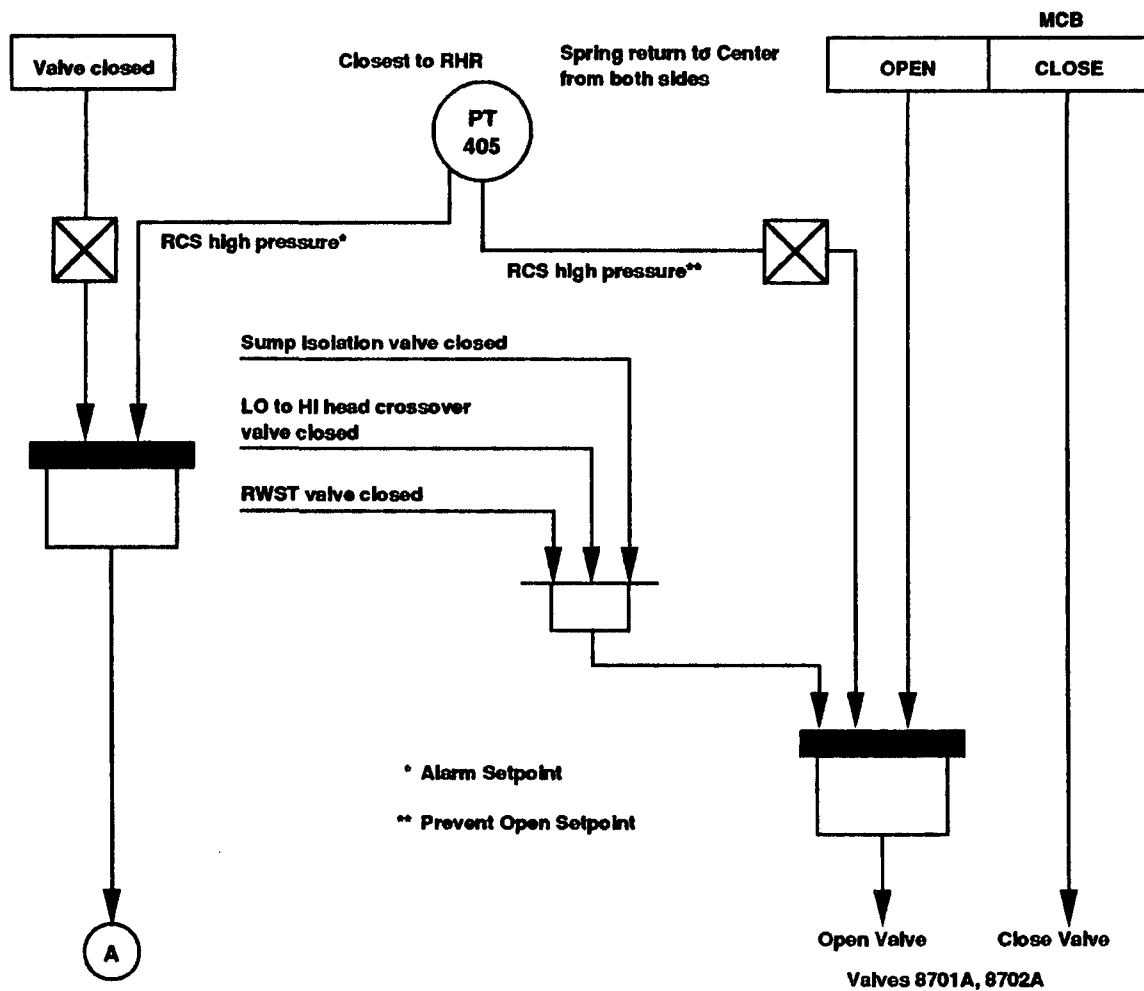 MCB
Valve closed
Closest to RHR
Spring return to Center
from both sides
OPEN
CLOSE
PT
405
RCS high pressure*
RCS high pressure**
Sump isolation valve closed
LO to HI head crossover
valve closed
RWST valve closed
* Alarm Setpoint
** Prevent Open Setpoint
A
Open Valve
Close Valve
Valves 8701A, 8702A